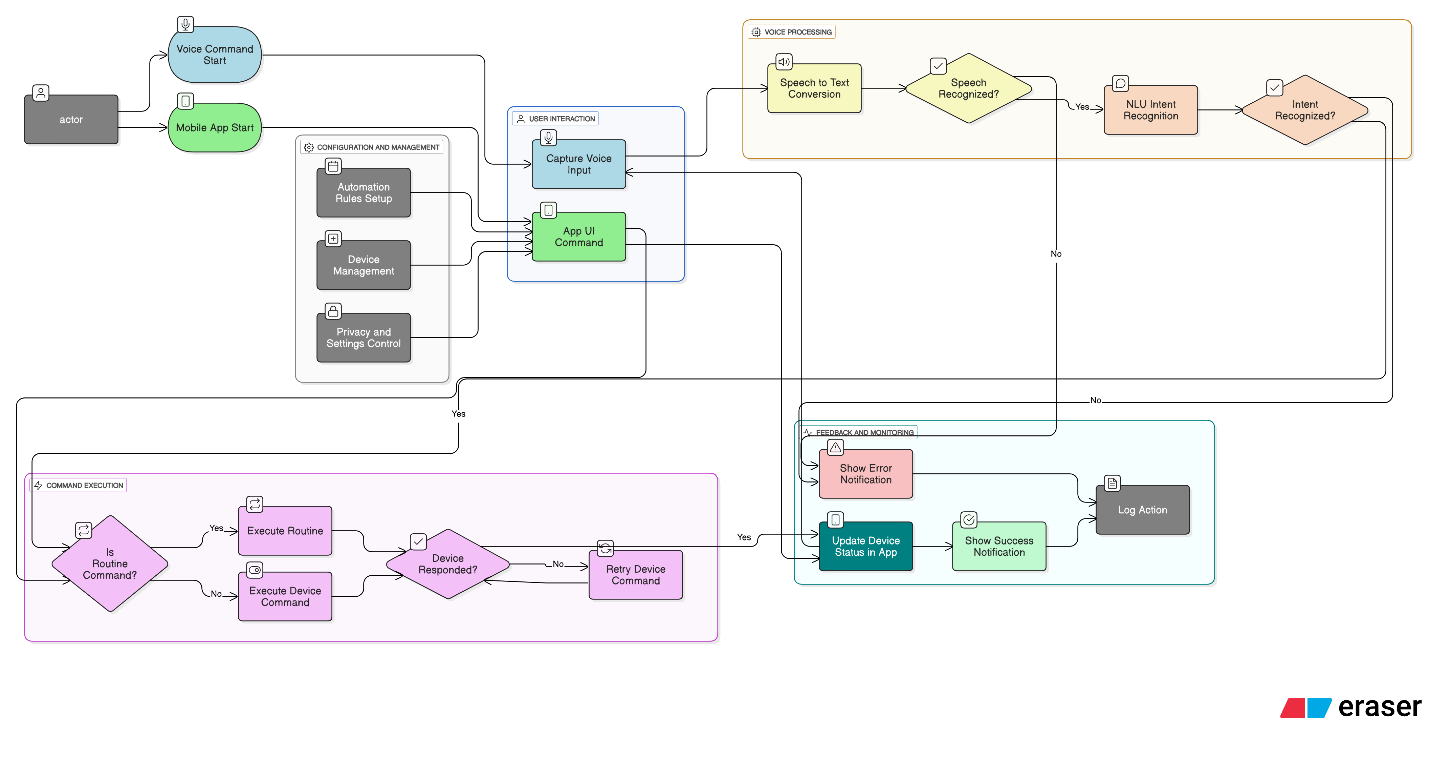 actor
Voice Command
Start
Mobile App Start
CONFIGURATION AND MANAGEMENT
Automation
Rules Setup
Device
Management
Privacy and
Settings Control
USER INTERACTION
Capture Voice
Input
App UI
Command
VOICE PROCESSING
Speech to Text
Conversion
Speech
Recognized?
Yes
NLU Intent
Recognition
Intent
Recognized?
No
No
Yes
COMMAND EXECUTION
Is
Routine
Command?
Yes
Execute Routine
No
Execute Device
Command
Device
Responded?
No
Retry Device
Command
Yes
FEEDBACK AND MONITORING
Show Error
Notification
Update Device
Status in App
Show Success
Notification
Log Action
eraser